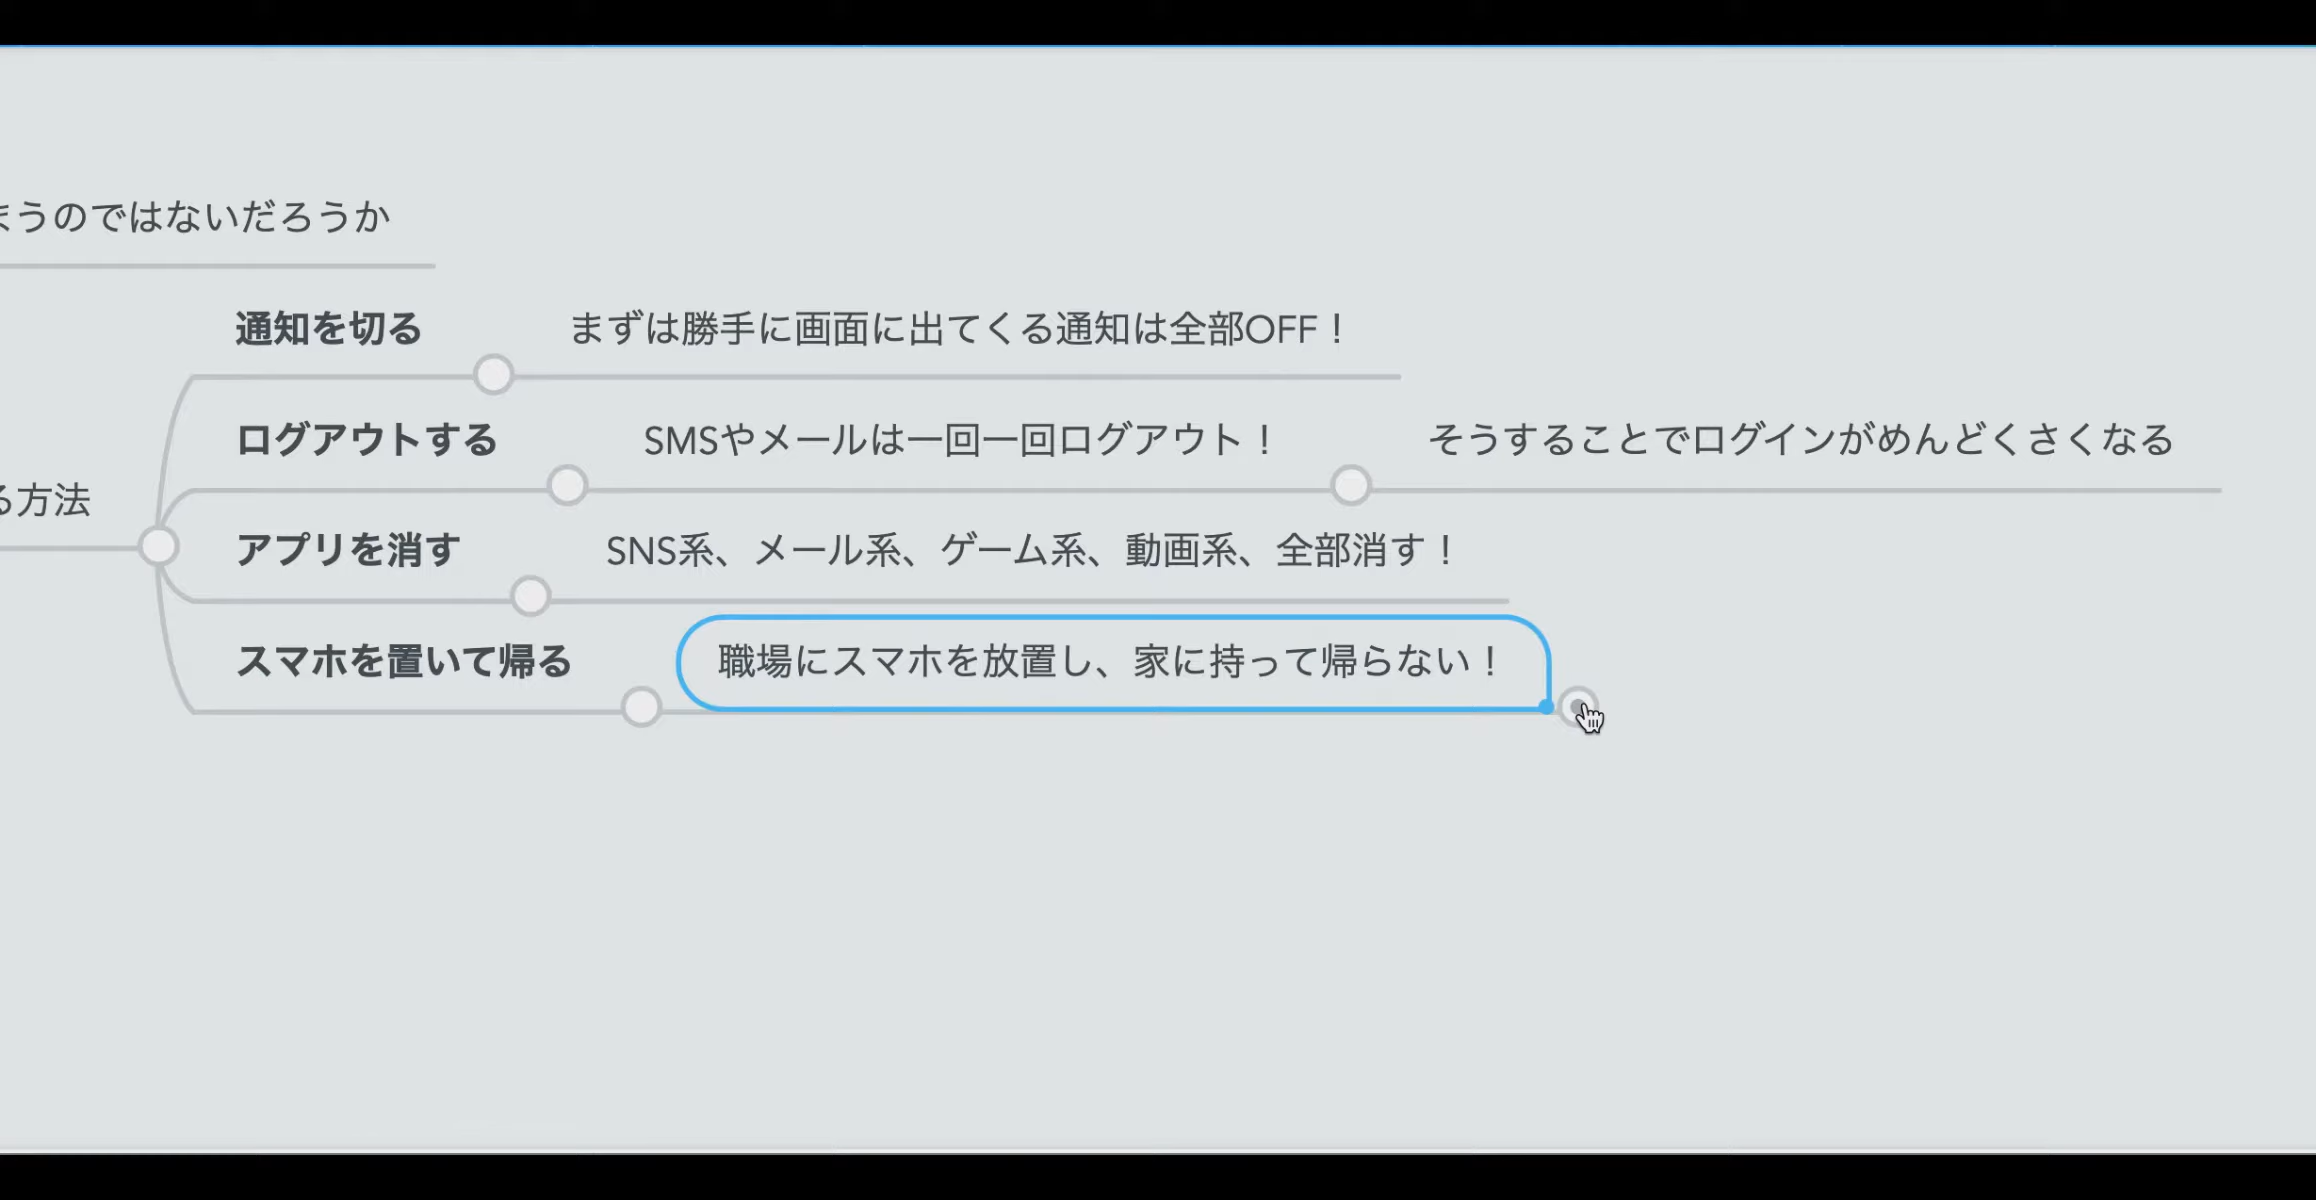 まうのではないだろうか
通知を切る まずは勝手に画面に出てくる通知は全部OFF！
ログアウトする SMSやメールは一回一回ログアウト！ そうすることでログインがめんどくさくなる
る方法
アプリを消す SNS系、メール系、ゲーム系、動画系、全部消す！
スマホを置いて帰る 職場にスマホを放置し、家に持って帰らない！